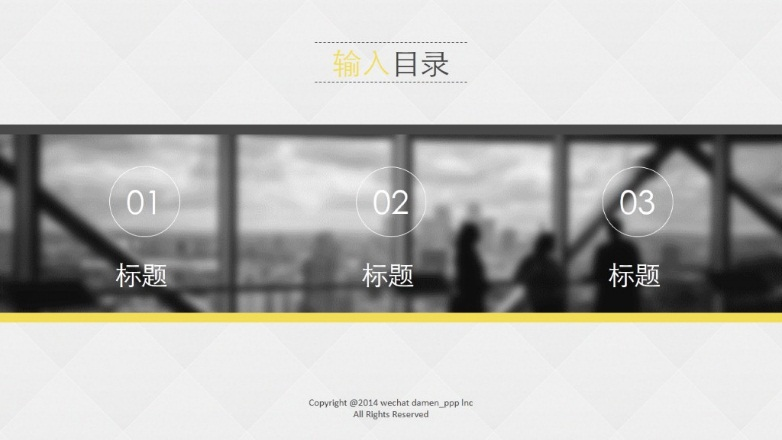 输入目录
01
02
03
标题
标题
标题
Copyright @2014 wechat damen_ppp Inc
All Rights Reserved